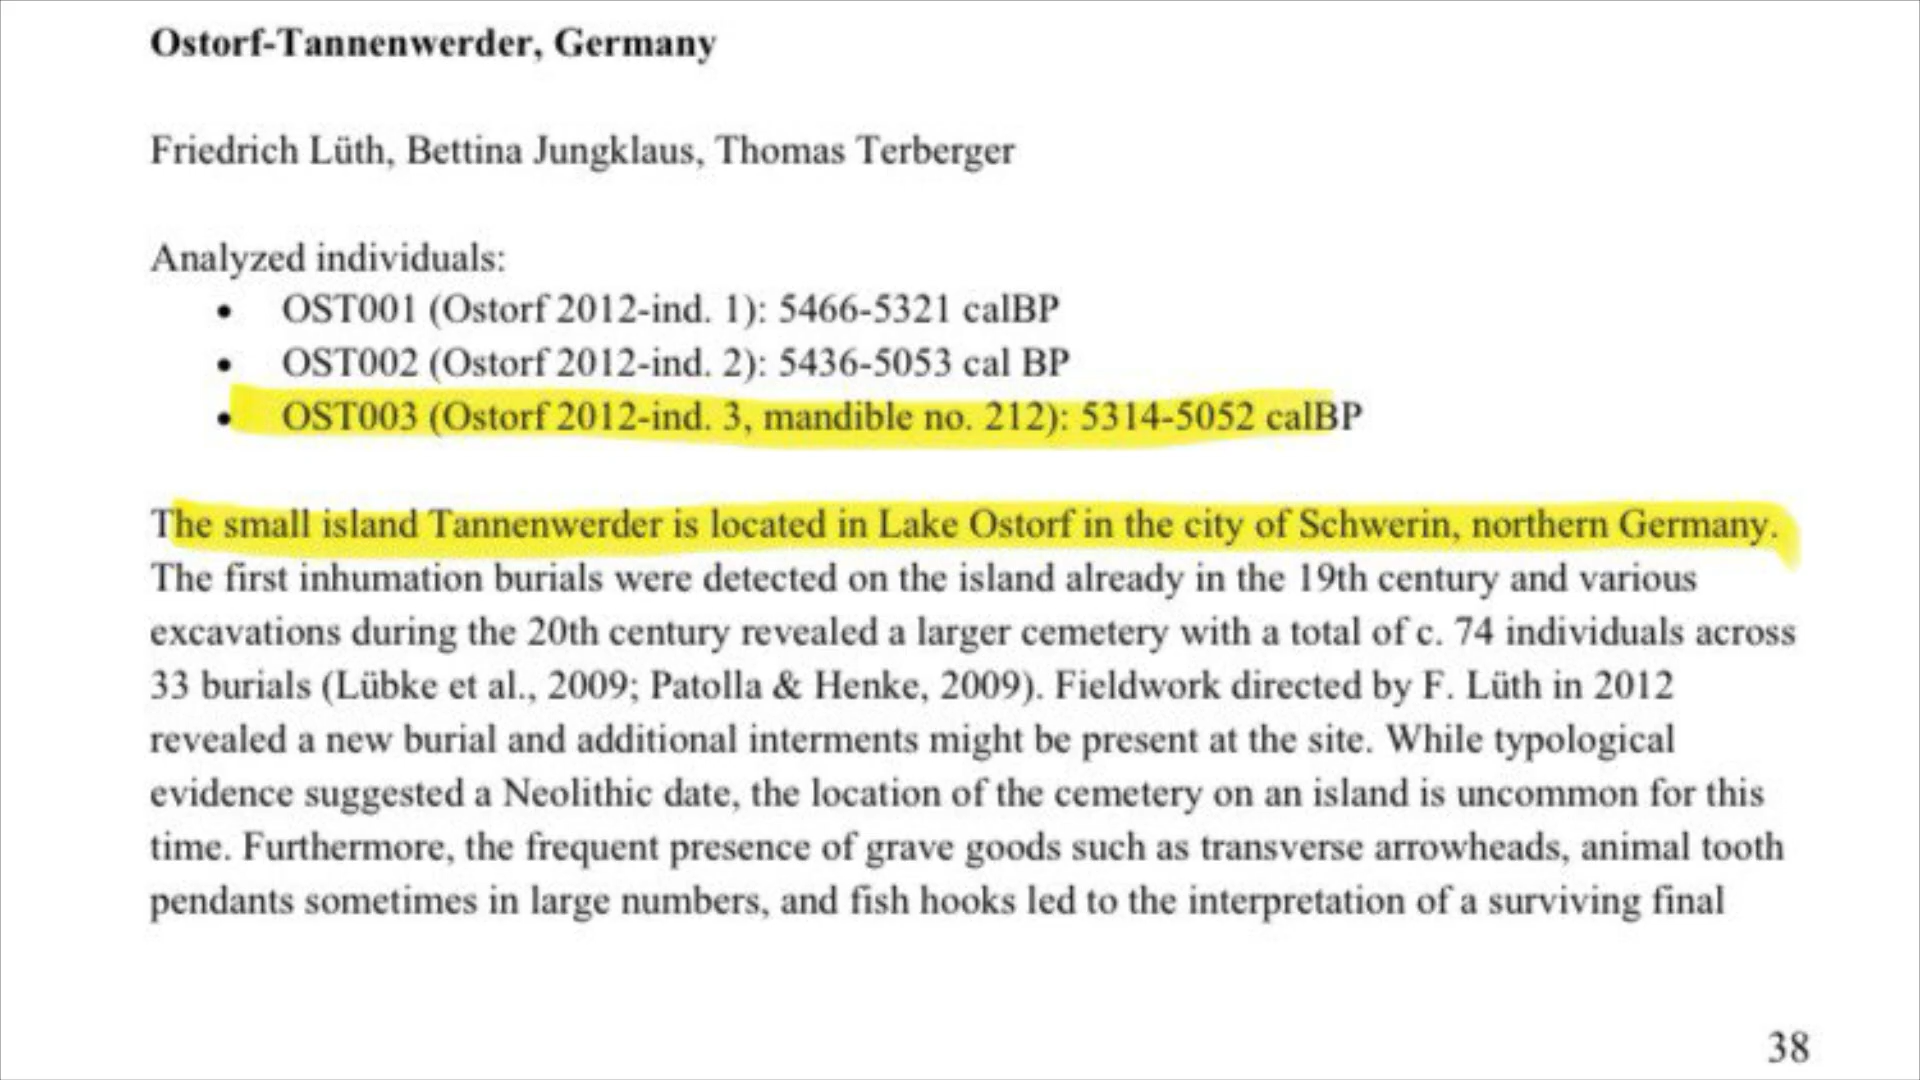 Ostorf-Tannenwerder, Germany
Friedrich Lüth, Bettina Jungklaus, Thomas Terberger
Analyzed individuals:
• OST001 (Ostorf 2012-ind. 1): 5466-5321 calBP
• OST002 (Ostorf 2012-ind. 2): 5436-5053 cal BP
• OST003 (Ostorf 2012-ind. 3, mandible no. 212): 5314-5052 calBP
The small island Tannenwerder is located in Lake Ostorf in the city of Schwerin, northern Germany.
The first inhumation burials were detected on the island already in the 19th century and various
excavations during the 20th century revealed a larger cemetery with a total of c. 74 individuals across
33 burials (Lübke et al., 2009; Patolla & Henke, 2009). Fieldwork directed by F. Lüth in 2012
revealed a new burial and additional interments might be present at the site. While typological
evidence suggested a Neolithic date, the location of the cemetery on an island is uncommon for this
time. Furthermore, the frequent presence of grave goods such as transverse arrowheads, animal tooth
pendants sometimes in large numbers, and fish hooks led to the interpretation of a surviving final
38